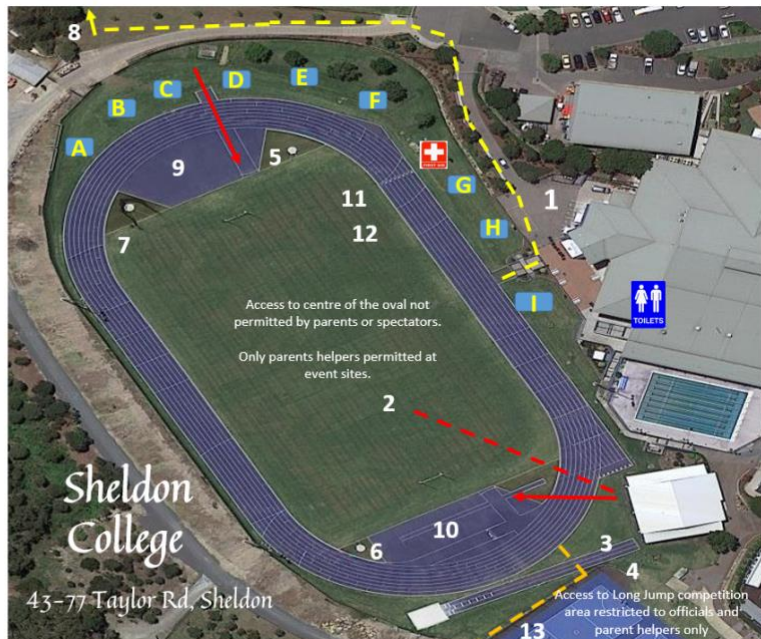 8
D
E
C
F
B
A
FIRST AID
9
5
G
1
11
H
7
12
I
Access to centre of the oval not
permitted by parents or spectators.
TOILETS
Only parents helpers permitted at
event sites.
2
Sheldon
College
10
3
6
4
43-77 Taylor Rd, Sheldon
Access to Long Jump competition
area restricted to officials and
parent helpers only
13